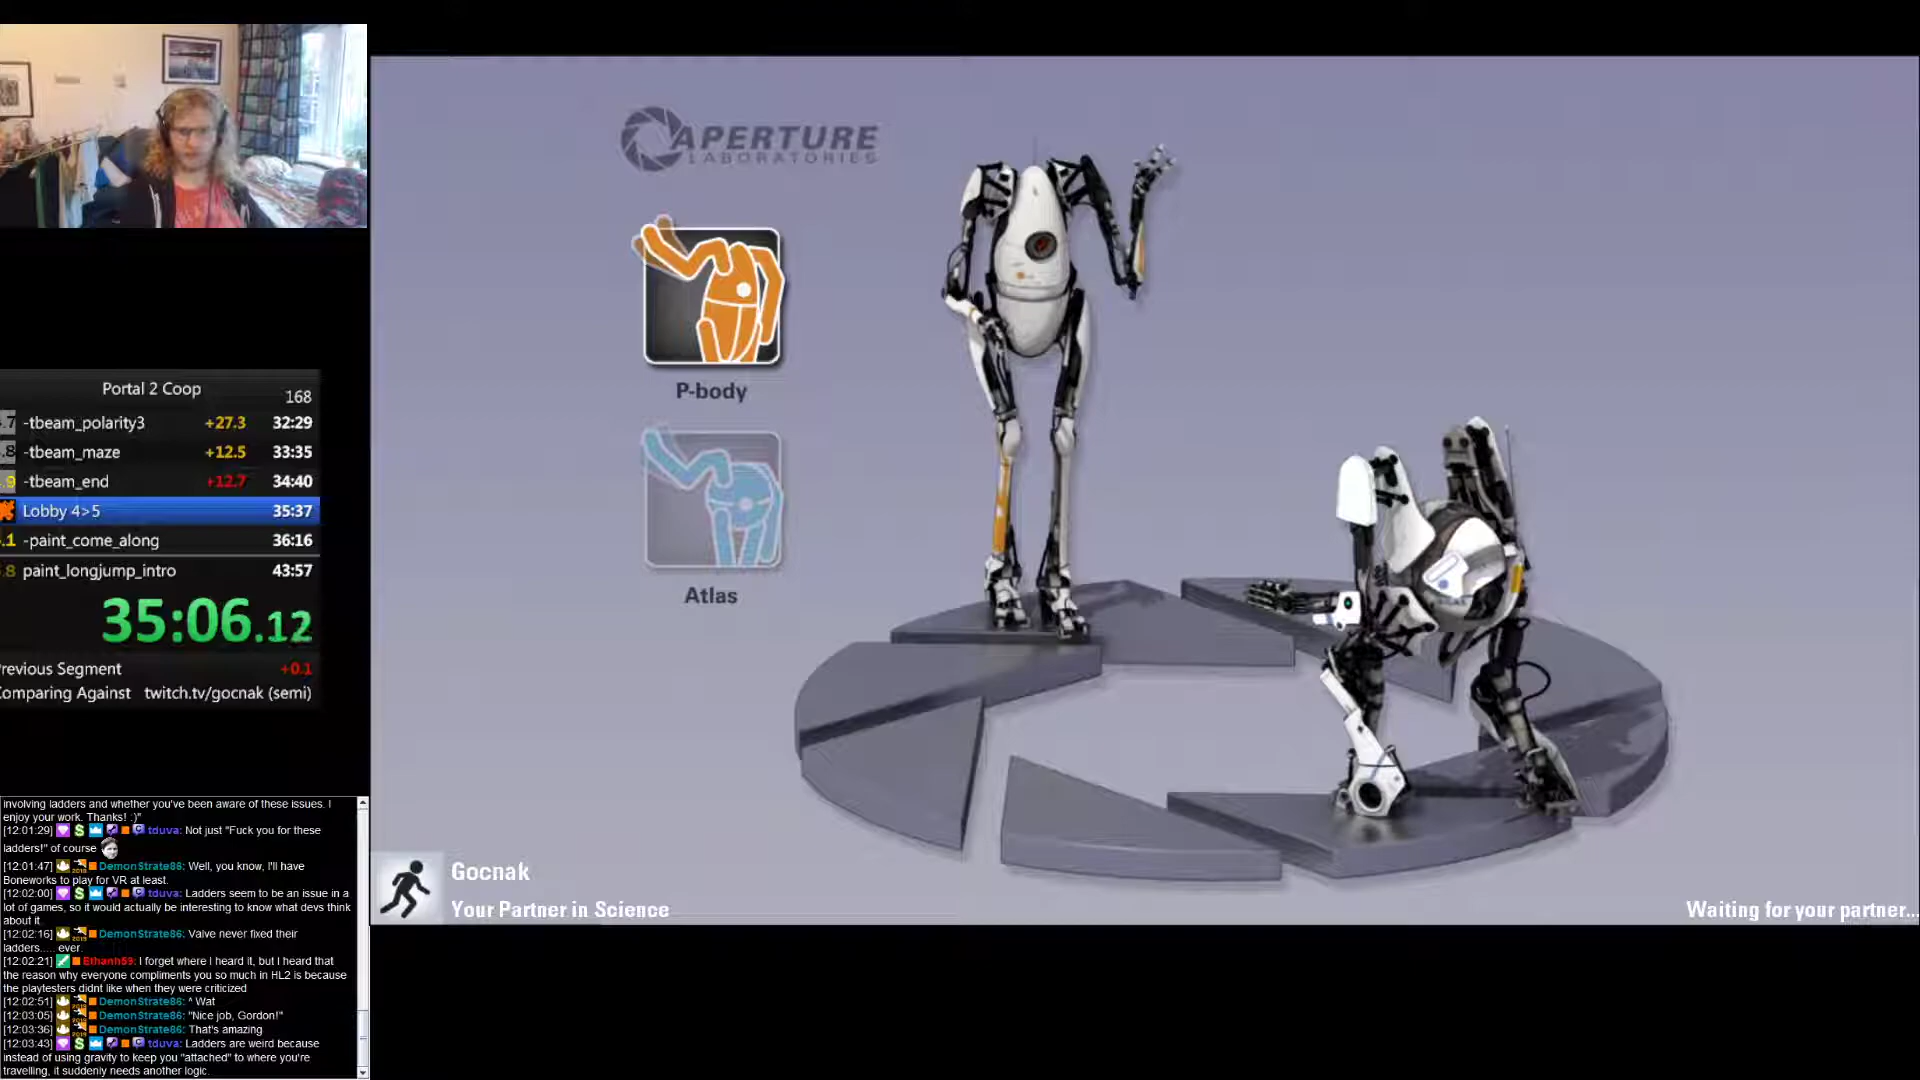 APERTURE
LABORATORIES
P-body
Atlas
Portal 2 Coop
168
-tbeam_polarity3 +27.3 32:29
-tbeam_maze +12.5 33:35
-tbeam_end +12.7 34:40
Lobby 4>5 35:37
-paint_come_along 36:16
paint_longjump_intro 43:57
35:06.12
revious Segment +0.1
Comparing Against twitch.tv/gocnak (semi)
involving ladders and whether you've been aware of these issues. I
enjoy your work. Thanks! :)"
[12:01:29] tduva: Not just "Fuck you for these
ladders!" of course
[12:01:47] DemonStrate86: Well, you know, I'll have
Boneworks to play for VR at least.
[12:02:00] tduva: Ladders seem to be an issue in a
lot of games, so it would actually be interesting to know what devs think
about it
[12:02:16] DemonStrate86: Valve never fixed their
ladders..... ever.
[12:02:21] Ethanh59: I forget where I heard it, but I heard that
the reason why everyone compliments you so much in HL2 is because
the playtesters didnt like when they were criticized
[12:02:51] DemonStrate86: ^ Wat
[12:03:05] DemonStrate86: "Nice job, Gordon!"
[12:03:36] DemonStrate86: That's amazing
[12:03:43] tduva: Ladders are weird because
instead of using gravity to keep you "attached" to where you're
travelling, it suddenly needs another logic.
Gocnak
Your Partner in Science
Waiting for your partner...